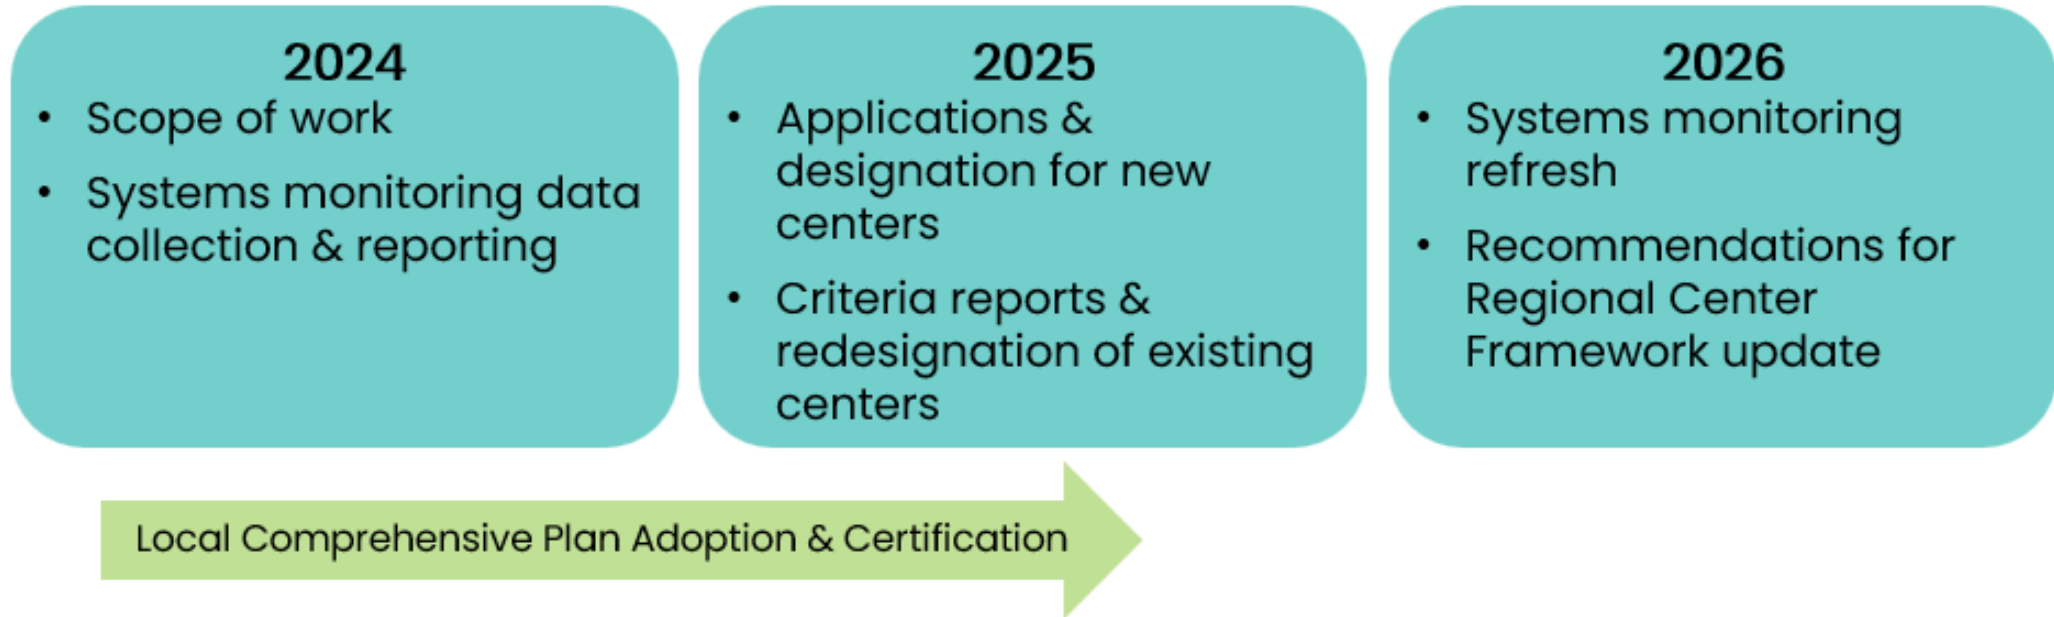 2024
• Scope of work
• Systems monitoring data
collection & reporting
2025
• Applications &
designation for new
centers
• Criteria reports &
redesignation of existing
centers
2026
• Systems monitoring
refresh
• Recommendations for
Regional Center
Framework update
Local Comprehensive Plan Adoption & Certification